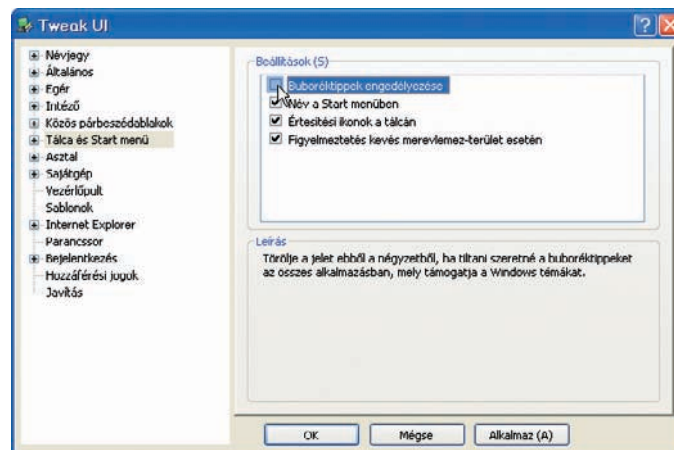 Tweak UI
Névjegy
Általános
Egér
Intéző
Közös párbeszédablakok
Tálca és Start menü
Asztal
Sajátgép
Vezérlőpult
Sablonok
Internet Explorer
Parancssor
Bejelentkezés
Hozzáférési jogok
Javítás
Beállítások (S)
Buboréktippek engedélyezése
Név a Start menüben
Értesítési ikonok a tálcán
Figyelmeztetés kevés merevlemez-terület esetén
Leírás
Törölje a jelet ebből a négyzetből, ha tiltani szeretné a buboréktippeket
az összes alkalmazásban, mely támogatja a Windows témákat.
OK
Mégse
Alkalmaz (A)